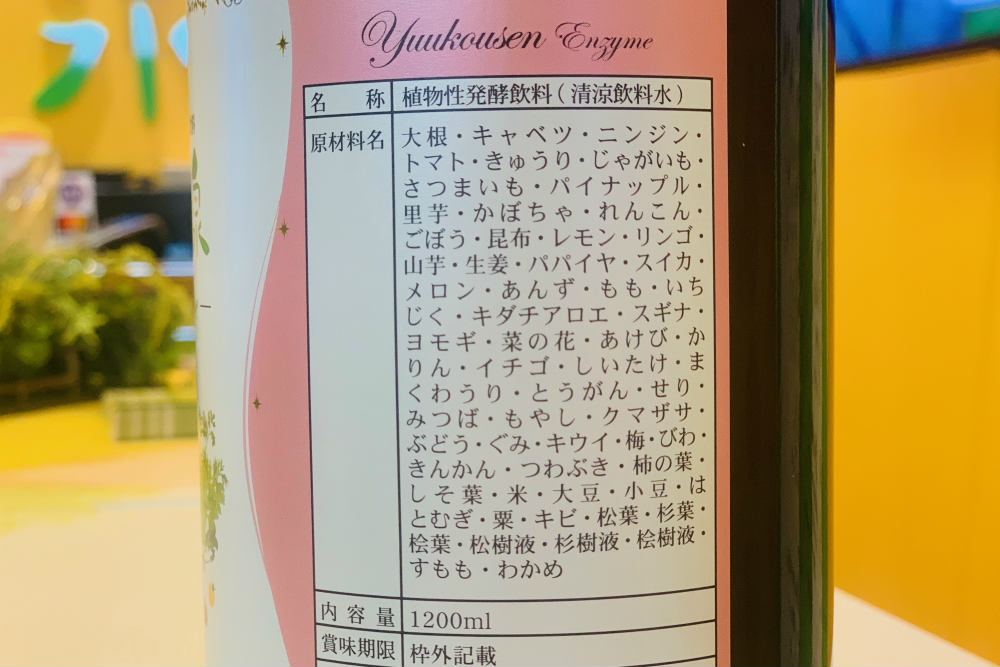 Yuukousen Enzyme
名 称 植物性発酵飲料(清涼飲料水)
原材料名 大根・キャベツ・ニンジン・
トマト・きゅうり・じゃがいも・
さつまいも・パイナップル・
里芋・かぼちゃ・れんこん・
ごぼう・昆布・レモン・リンゴ・
山芋・生姜・パパイヤ・スイカ・
メロン・あんず・もも・いち
じく・キダチアロエ・スギナ・
ヨモギ・菜の花・あけび・か
りん・イチゴ・しいたけ・ま
くわうり・とうがん・せり・
みつば・もやし・クマザサ・
ぶどう・ぐみ・キウイ・梅・びわ・
きんかん・つわぶき・柿の葉・
しそ葉・米・大豆・小豆・は
とむぎ・粟・キビ・松葉・杉葉・
桧葉・松樹液・杉樹液・桧樹液・
すもも・わかめ
内容量 1200ml
賞味期限 枠外記載